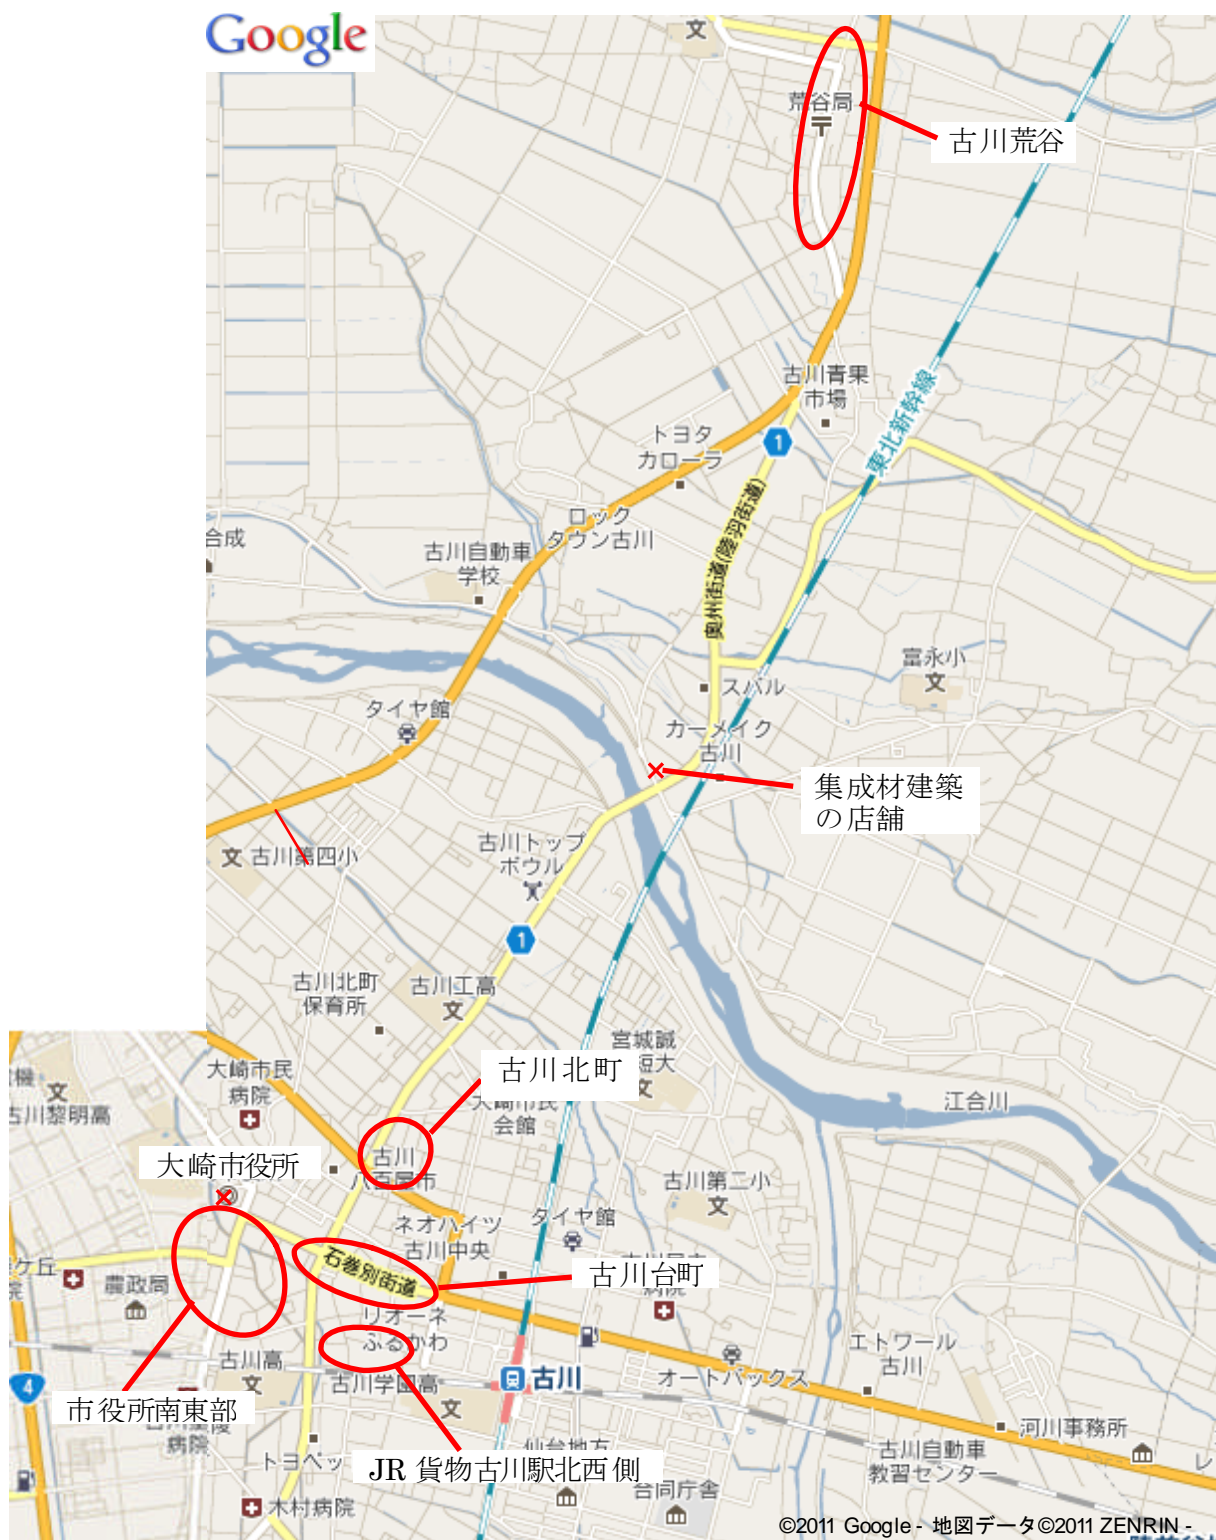 Google
文
荒谷局
古川荒谷
古川青果
市場
東北新幹線
トヨタ
カローラ
1
奥州街道(陸羽街道)
ロック
タウン古川
合成
古川自動車
学校
富永小
文
スバル
タイヤ館
カーメイク
古川
集成材建築
の店舗
古川トップ
ボウル
文
古川第四小
1
古川北町
保育所
古川工高
文
宮城誠
短大
文
古川北町
大崎市民
病院
機
文
古川黎明高
大崎市民
会館
江合川
大崎市役所
古川
八百屋市
古川第二小
文
ネオハイツ
古川中央
タイヤ館
石巻別街道
古川台町
病院
ケ丘
農政局
リオーネ
ふるかわ
エトワール
古川
古川高
文
古川学園高
文
古川
オートバックス
4
市役所南東部
病院
河川事務所
トヨペッ
JR 貨物古川駅北西側
仙台地方
合同庁舎
古川自動車
教習センター
レ
木村病院
©2011 Google - 地図データ©2011 ZENRIN -